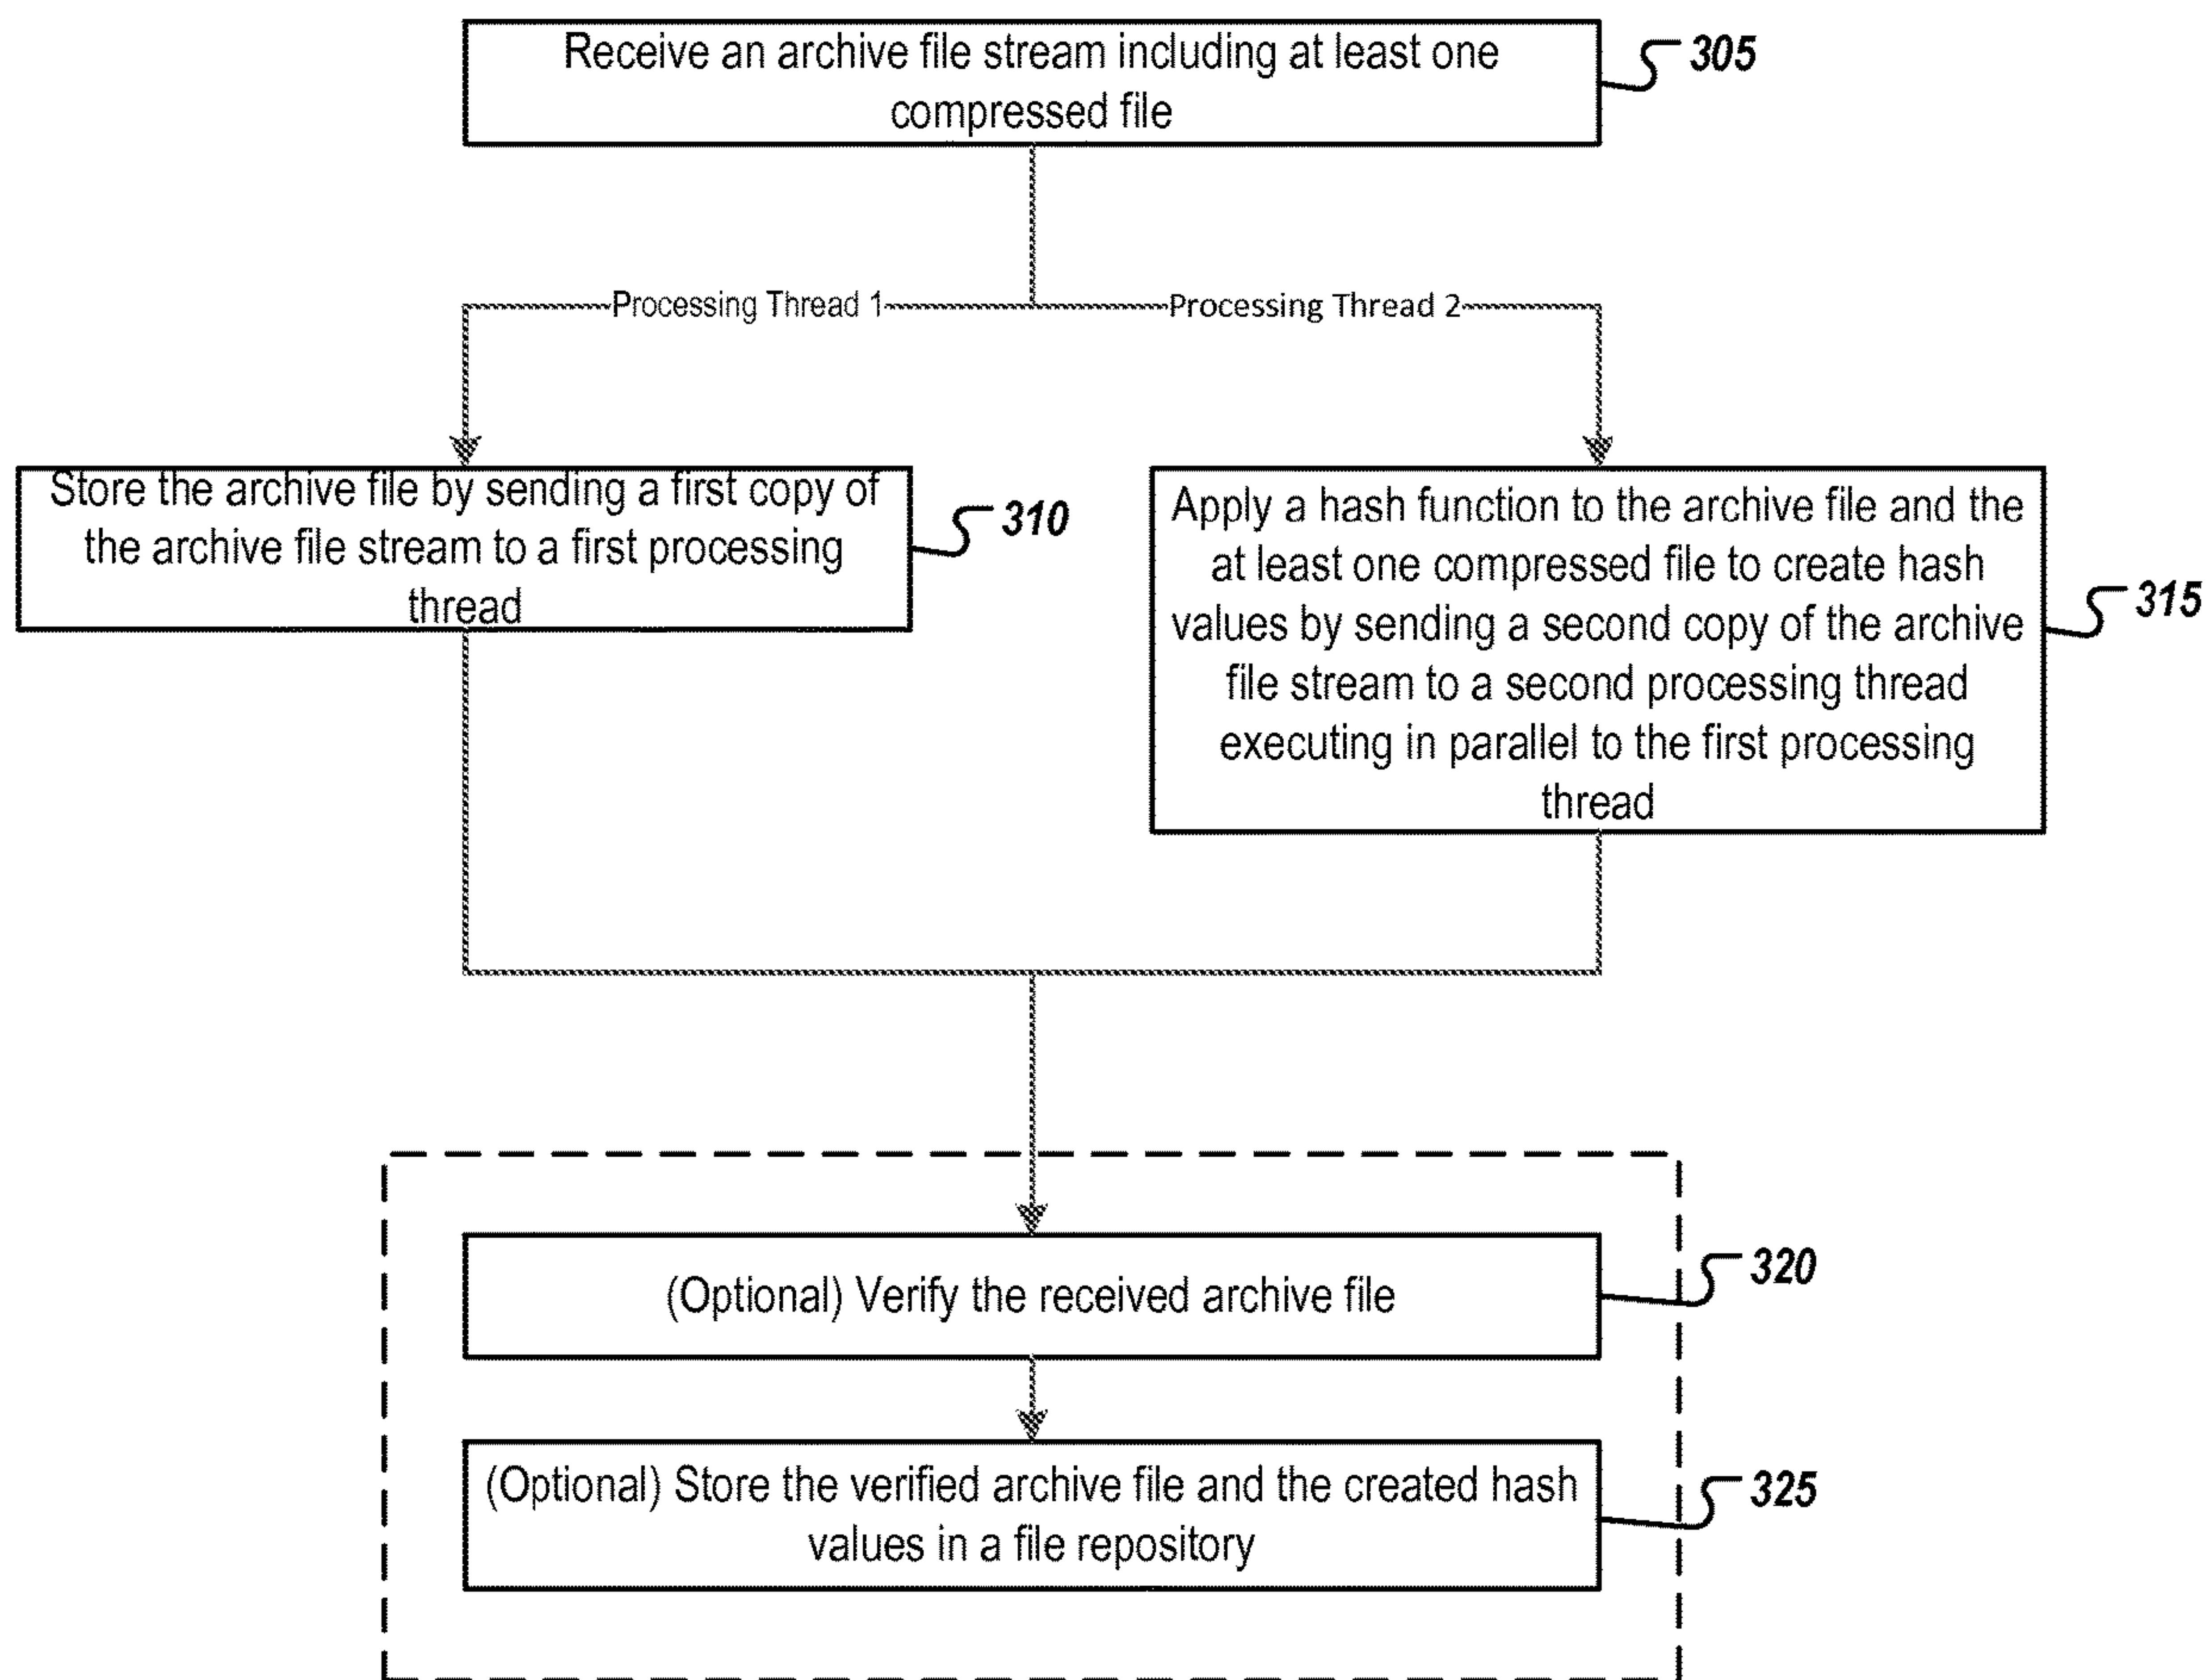 Receive an archive file stream including at least one
compressed file
305
Processing Thread 1
Processing Thread 2
Store the archive file by sending a first copy of
the archive file stream to a first processing
thread
310
Apply a hash function to the archive file and the
at least one compressed file to create hash
values by sending a second copy of the archive
file stream to a second processing thread
executing in parallel to the first processing
thread
315
(Optional) Verify the received archive file
320
(Optional) Store the verified archive file and the created hash
values in a file repository
325